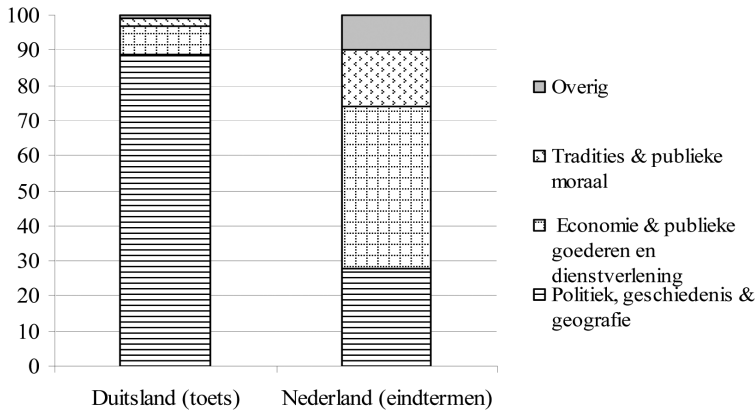 100
90
80
70
60
50
40
30
20
10
0
Duitsland (toets)
Nederland (eindtermen)
Overig
Tradities & publieke
moraal
Economie & publieke
goederen en
dienstverlening
Politiek, geschiedenis &
geografie